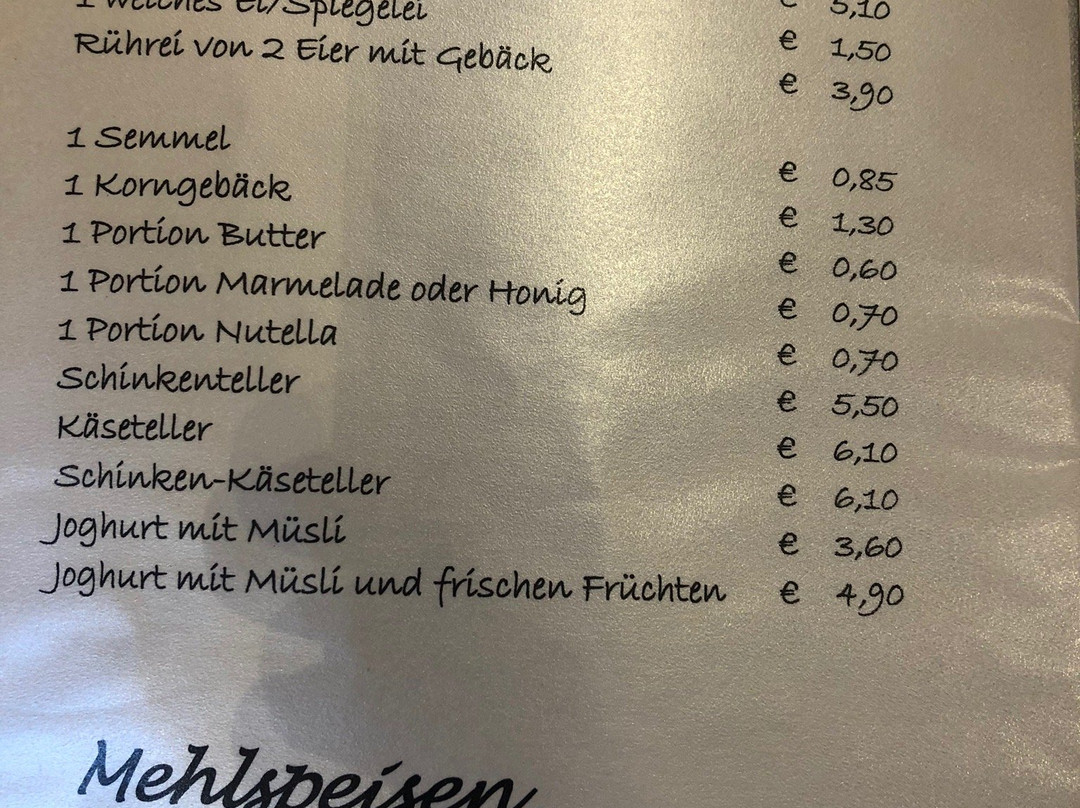 € 5,10
1 weiches Ei/Spiegelei € 1,50
Rührei von 2 Eier mit Gebäck € 3,90
1 Semmel € 0,85
1 Korngebäck € 1,30
1 Portion Butter € 0,60
1 Portion Marmelade oder Honig € 0,70
1 Portion Nutella € 0,70
Schinkenteller € 5,50
Käseteller € 6,10
Schinken-Käseteller € 6,10
Joghurt mit Müsli € 3,60
Joghurt mit Müsli und frischen Früchten € 4,90
Mehlspeisen